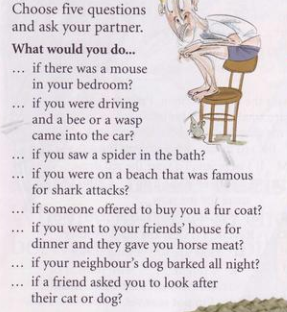 Choose five questions
and ask your partner.
What would you do...
... if there was a mouse
in your bedroom?
... if you were driving
and a bee or a wasp
came into the car?
... if you saw a spider in the bath?
... if you were on a beach that was famous
for shark attacks?
... if someone offered to buy you a fur coat?
... if you went to your friends' house for
dinner and they gave you horse meat?
... if your neighbour's dog barked all night?
... if a friend asked you to look after
their cat or dog?